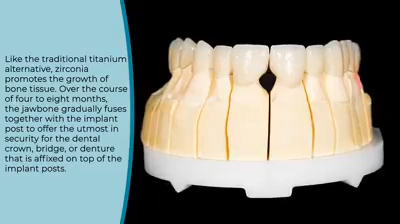 Like the traditional titanium
alternative, zirconia
promotes the growth of
bone tissue. Over the course
of four to eight months,
the jawbone gradually fuses
together with the implant
post to offer the utmost in
security for the dental
crown, bridge, or denture
that is affixed on top of the
implant posts.